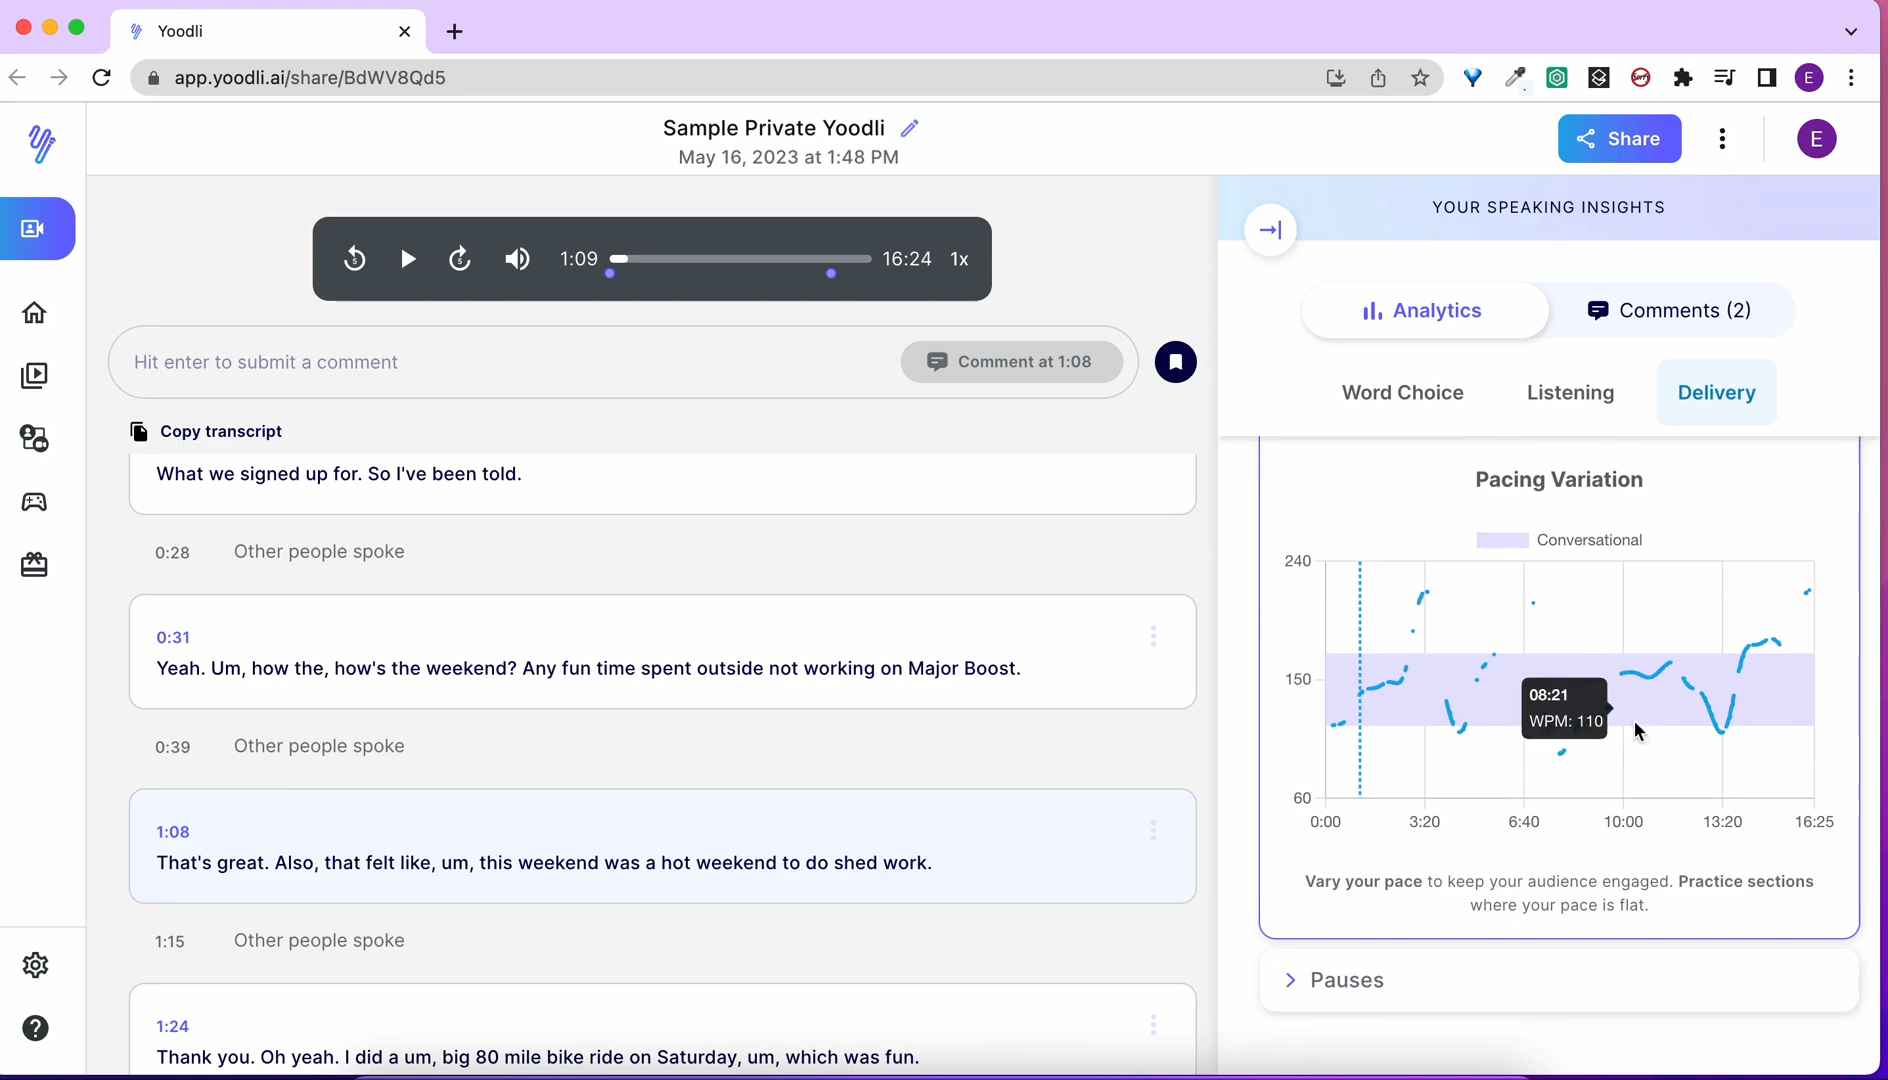 Yoodli
app.yoodli.ai/share/BdWV8Qd5
E
Sample Private Yoodli
May 16, 2023 at 1:48 PM
Share
E
YOUR SPEAKING INSIGHTS
5
5
1:09
16:24
1x
Analytics
Comments (2)
Hit enter to submit a comment
Comment at 1:08
Word Choice
Listening
Delivery
Copy transcript
What we signed up for. So I've been told.
0:28
Other people spoke
0:31
Yeah. Um, how the, how's the weekend? Any fun time spent outside not working on Major Boost.
0:39
Other people spoke
1:08
That's great. Also, that felt like, um, this weekend was a hot weekend to do shed work.
1:15
Other people spoke
1:24
Thank you. Oh yeah. I did a um, big 80 mile bike ride on Saturday, um, which was fun.
Pacing Variation
Conversational
240
150
60
08:21
WPM: 110
0:00
3:20
6:40
10:00
13:20
16:25
Vary your pace to keep your audience engaged. Practice sections
where your pace is flat.
Pauses